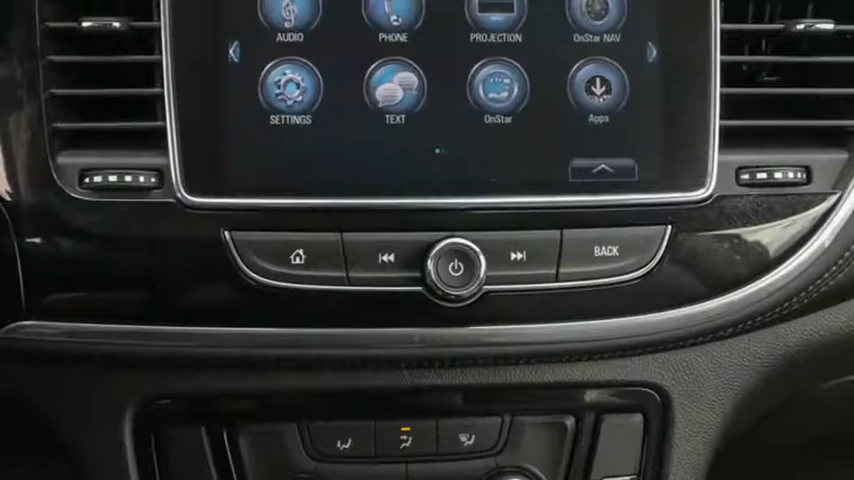 AUDIO PHONE PROJECTION OnStar NAV
SETTINGS TEXT OnStar Apps
BACK